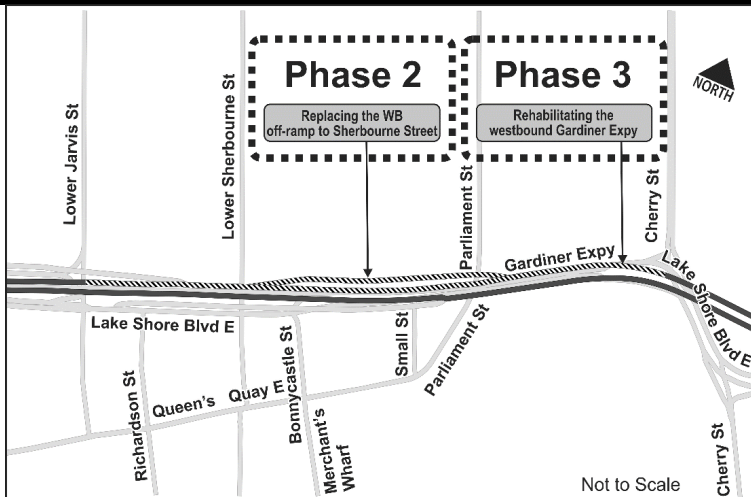 Phase 2
Replacing the WB
off-ramp to Sherbourne Street
Phase 3
Rehabilitating the
westbound Gardiner Expy
NORTH
Lower Jarvis St
Lower Sherbourne St
Parliament St
Cherry St
Gardiner Expy
Lake Shore Blvd E
Lake Shore Blvd E
Richardson St
Queen's Quay E
Bonnycastle St
Merchant's
Wharf
Small St
Parliament St
Cherry St
Not to Scale